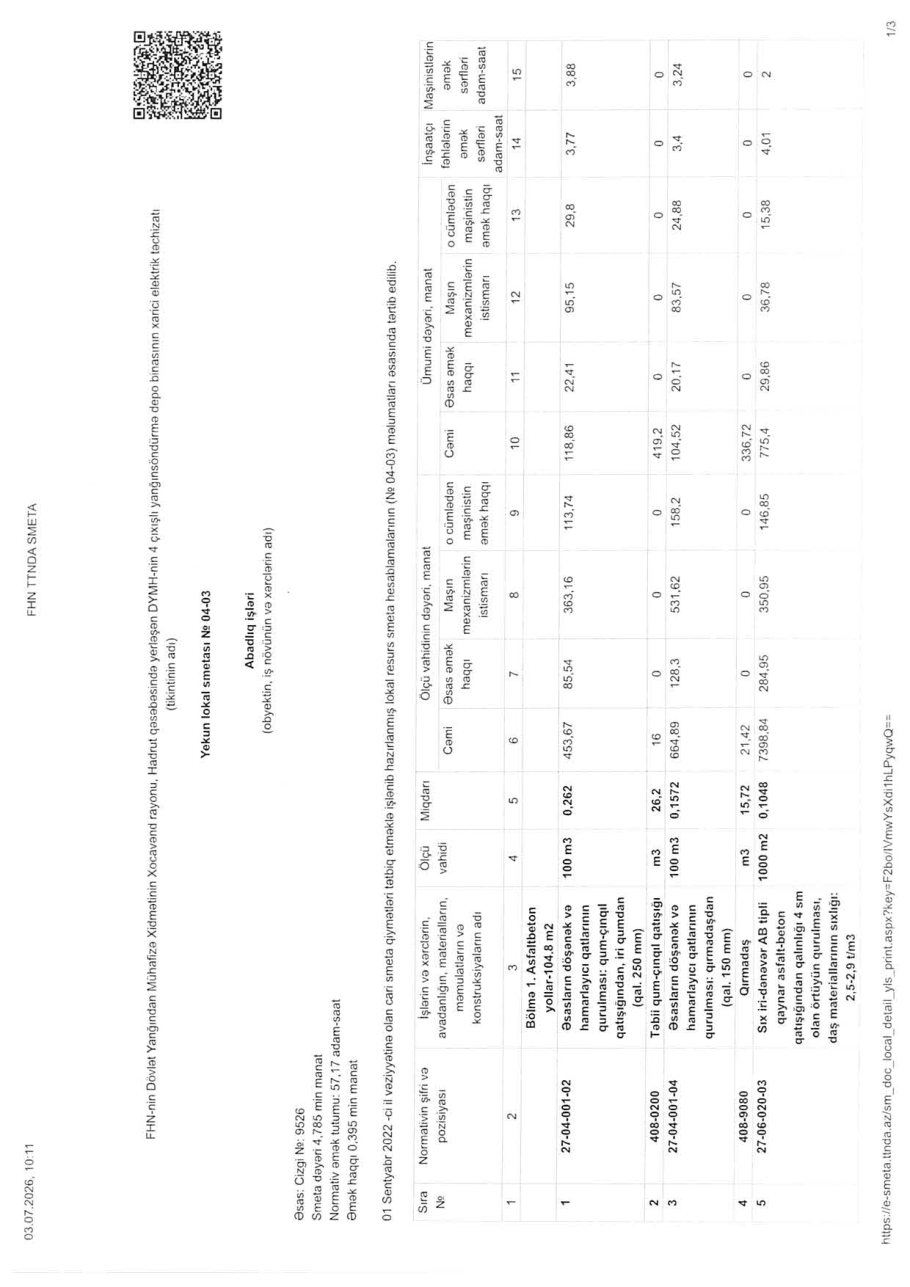 03.07.2026, 10:11
FHN TTNDA SMETA
FHN-nin Dövlət Yanğından Mühafizə Xidmətinin Xocavənd rayonu, Hadrut qəsəbəsində yerləşən DYMH-nin 4 çıxışlı yanğınsöndürmə depo binasının xarici elektrik təchizatı
(tikintinin adı)
Yekun lokal smetası № 04-03
Abadlıq işləri
(obyektin, iş növünün və xərclərin adı)
Əsas: Cizgi №: 9526
Smeta dəyəri 4,785 min manat
Normativ əmək tutumu: 57,17 adam-saat
Əmək haqqı 0,395 min manat
01 Sentyabr 2022 -ci il vəziyyətinə olan cari smeta qiymətləri tətbiq etməklə işlənib hazırlanmış lokal resurs smeta hesablamalarının (№ 04-03) məlumatları əsasında tərtib edilib.
Sıra № | Normativin şifri və pozisiyası | İşlərin və xərclərin, avadanlığın, materialların, məmulatların və konstruksiyaların adı | Ölçü vahidi | Miqdarı | Ölçü vahidinin dəyəri, manat | Ümumi dəyəri, manat | İnşaatçı fəhlələrin əmək sərfləri adam-saat | Maşinistlərin əmək sərfləri adam-saat
Cəmi | Əsas əmək haqqı | Maşın mexanizmlərin istismarı | o cümlədən maşinistin əmək haqqı | Cəmi | Əsas əmək haqqı | Maşın mexanizmlərin istismarı | o cümlədən maşinistin əmək haqqı
1 | 2 | 3 | 4 | 5 | 6 | 7 | 8 | 9 | 10 | 11 | 12 | 13 | 14 | 15
Bölmə 1. Asfaltbeton yollar-104.8 m2
1 | 27-04-001-02 | Əsasların döşənək və hamarlayıcı qatlarının qurulması: qum-çınqıl qatışığından, iri qumdan (qal. 250 mm) | 100 m3 | 0,262 | 453,67 | 85,54 | 363,16 | 113,74 | 118,86 | 22,41 | 95,15 | 29,8 | 3,77 | 3,88
2 | 408-0200 | Təbii qum-çınqıl qatışığı | m3 | 26,2 | 16 | 0 | 0 | 0 | 419,2 | 0 | 0 | 0 | 0 | 0
3 | 27-04-001-04 | Əsasların döşənək və hamarlayıcı qatlarının qurulması: qırmadaşdan (qal. 150 mm) | 100 m3 | 0,1572 | 664,89 | 128,3 | 531,62 | 158,2 | 104,52 | 20,17 | 83,57 | 24,88 | 3,4 | 3,24
4 | 408-9080 | Qırmadaş | m3 | 15,72 | 21,42 | 0 | 0 | 0 | 336,72 | 0 | 0 | 0 | 0 | 0
5 | 27-06-020-03 | Sıx iri-dənəvər AB tipli qaynar asfalt-beton qatışığından qalınlığı 4 sm olan örtüyün qurulması, daş materiallarının sıxlığı: 2,5-2,9 t/m3 | 1000 m2 | 0,1048 | 7398,84 | 284,95 | 350,95 | 146,85 | 775,4 | 29,86 | 36,78 | 15,38 | 4,01 | 2
https://e-smeta.ttnda.az/sm_doc_local_detail_yls_print.aspx?key=F2bo/IVmwYsXdi1hLPyqwQ==
1/3